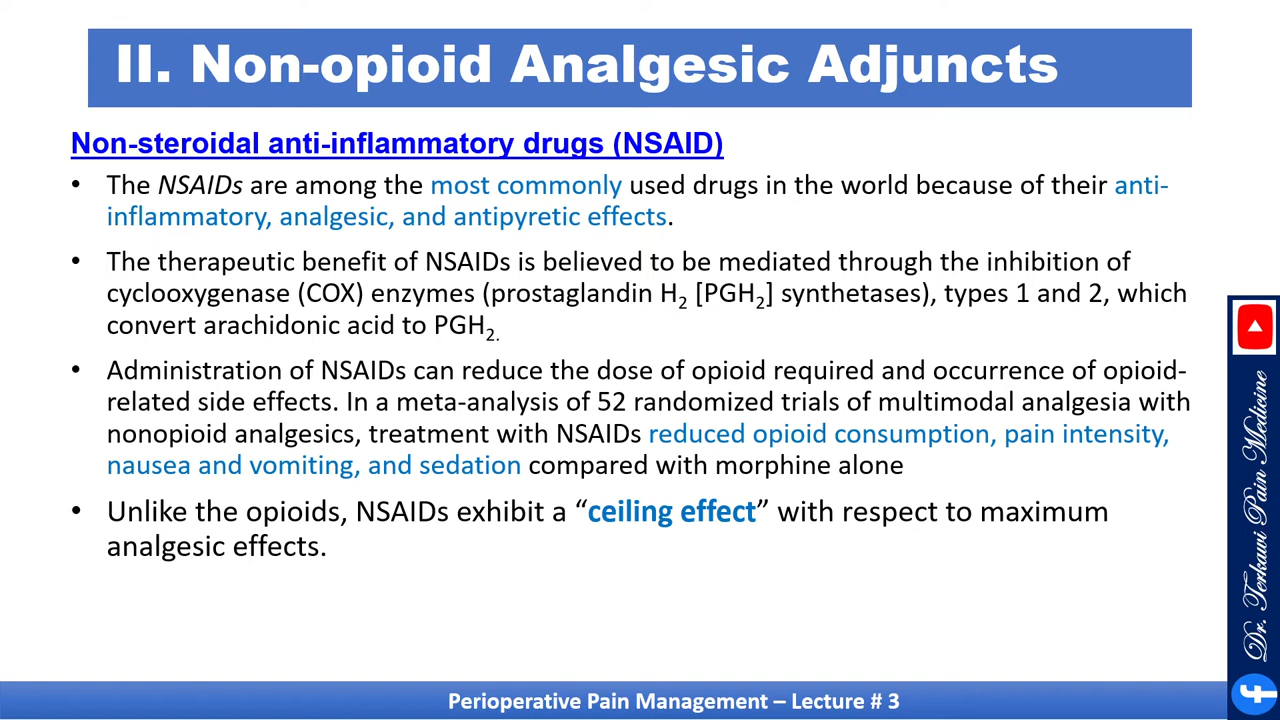 II. Non-opioid Analgesic Adjuncts
Non-steroidal anti-inflammatory drugs (NSAID)
• The NSAIDs are among the most commonly used drugs in the world because of their anti-
inflammatory, analgesic, and antipyretic effects.
• The therapeutic benefit of NSAIDs is believed to be mediated through the inhibition of
cyclooxygenase (COX) enzymes (prostaglandin H₂ [PGH₂] synthetases), types 1 and 2, which
convert arachidonic acid to PGH₂.
• Administration of NSAIDs can reduce the dose of opioid required and occurrence of opioid-
related side effects. In a meta-analysis of 52 randomized trials of multimodal analgesia with
nonopioid analgesics, treatment with NSAIDs reduced opioid consumption, pain intensity,
nausea and vomiting, and sedation compared with morphine alone
• Unlike the opioids, NSAIDs exhibit a “ceiling effect” with respect to maximum
analgesic effects.
Dr. Terkawi Pain Medicine
Perioperative Pain Management – Lecture # 3